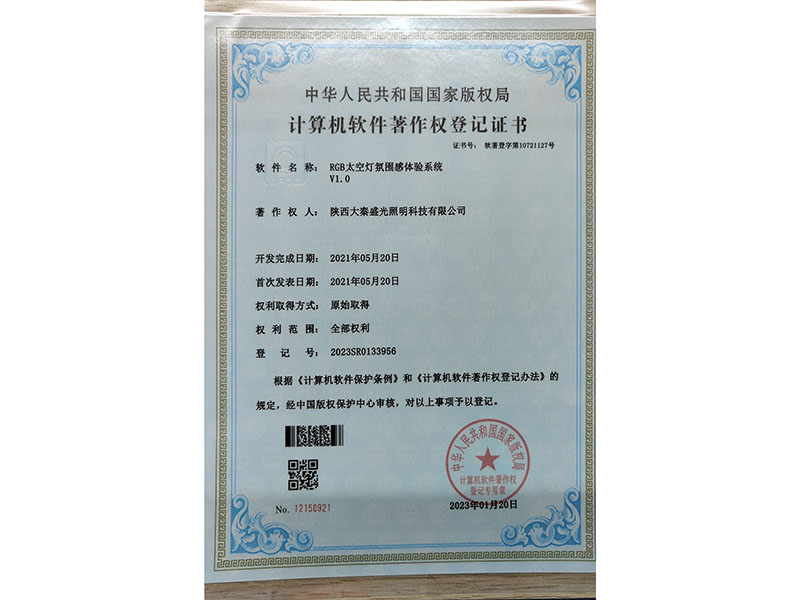 中华人民共和国国家版权局
计算机软件著作权登记证书
证书号： 软著登字第10721127号
软件名称： RGB太空灯氛围感体验系统
V1.0
著作权人： 陕西大秦盛光照明科技有限公司
开发完成日期： 2021年05月20日
首次发表日期： 2021年05月20日
权利取得方式： 原始取得
权利范围： 全部权利
登记号： 2023SR0133956
根据《计算机软件保护条例》和《计算机软件著作权登记办法》的
规定，经中国版权保护中心审核，对以上事项予以登记。
中华人民共和国国家版权局
计算机软件著作权
登记专用章
No. 12150921
2023年01月20日